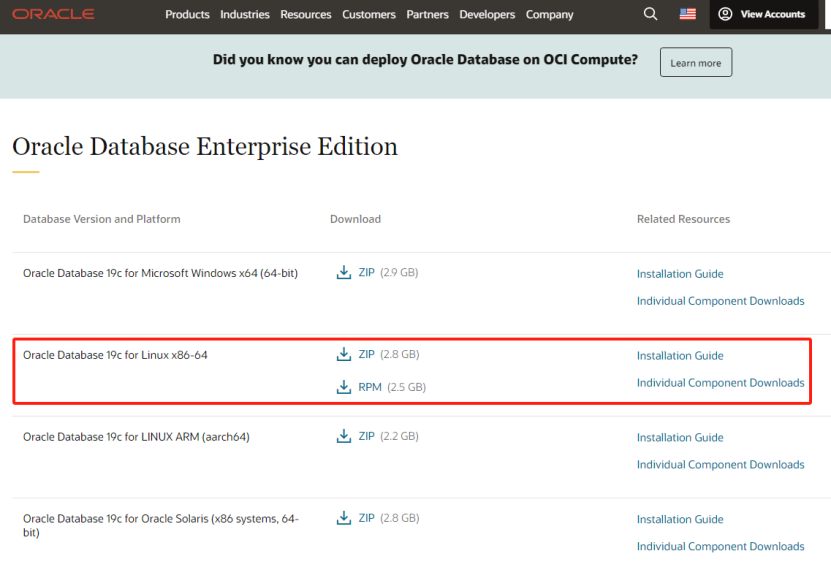 ORACLE Products Industries Resources Customers Partners Developers Company View Accounts
Did you know you can deploy Oracle Database on OCI Compute? Learn more
Oracle Database Enterprise Edition
Database Version and Platform Download Related Resources
Oracle Database 19c for Microsoft Windows x64 (64-bit) ZIP (2.9 GB) Installation Guide
Individual Component Downloads
Oracle Database 19c for Linux x86-64 ZIP (2.8 GB) Installation Guide
RPM (2.5 GB) Individual Component Downloads
Oracle Database 19c for LINUX ARM (aarch64) ZIP (2.2 GB) Installation Guide
Individual Component Downloads
Oracle Database 19c for Oracle Solaris (x86 systems, 64- ZIP (2.8 GB) Installation Guide
bit)
Individual Component Downloads